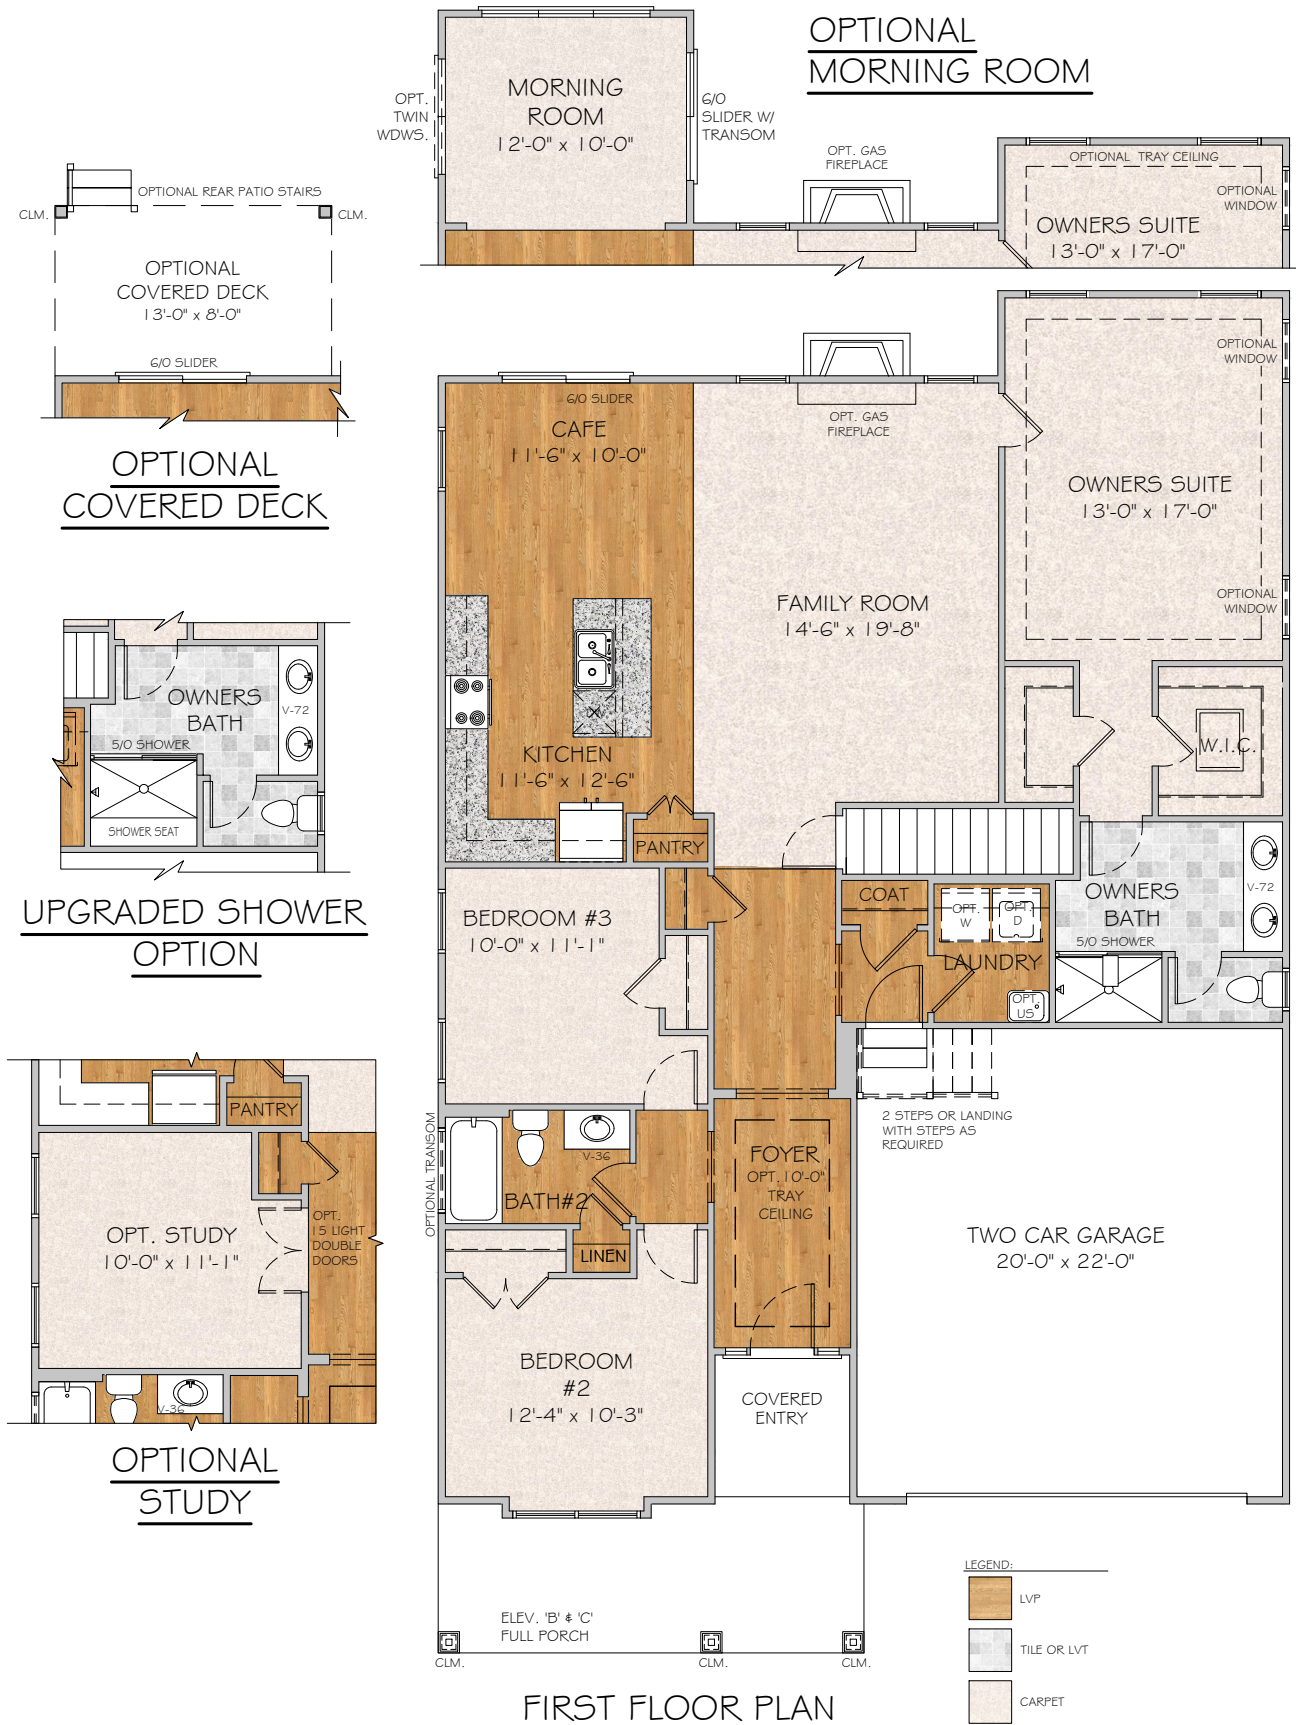 OPTIONAL
MORNING ROOM
MORNING
ROOM
12'-0" x 10'-0"
OPT.
TWIN
WDWS.
6/0
SLIDER W/
TRANSOM
OPT. GAS
FIREPLACE
OPTIONAL TRAY CEILING
OPTIONAL
WINDOW
OWNERS SUITE
13'-0" x 17'-0"
OPTIONAL REAR PATIO STAIRS
CLM.
CLM.
OPTIONAL
COVERED DECK
13'-0" x 8'-0"
6/0 SLIDER
OPTIONAL
COVERED DECK
6/0 SLIDER
CAFE
11'-6" x 10'-0"
OPT. GAS
FIREPLACE
OPTIONAL
WINDOW
OWNERS SUITE
13'-0" x 17'-0"
OPTIONAL
WINDOW
FAMILY ROOM
14'-6" x 19'-8"
KITCHEN
11'-6" x 12'-6"
DW
PANTRY
W.I.C.
OWNERS
BATH
V-72
5/0 SHOWER
SHOWER SEAT
UPGRADED SHOWER
OPTION
BEDROOM #3
10'-0" x 11'-1"
COAT
OPT.
W
OPT.
D
LAUNDRY
OPT.
US
OWNERS
BATH
V-72
5/0 SHOWER
2 STEPS OR LANDING
WITH STEPS AS
REQUIRED
PANTRY
OPT. STUDY
10'-0" x 11'-1"
OPT.
15 LIGHT
DOUBLE
DOORS
V-36
OPTIONAL
STUDY
OPTIONAL TRANSOM
V-36
BATH#2
LINEN
FOYER
OPT. 10'-0"
TRAY
CEILING
TWO CAR GARAGE
20'-0" x 22'-0"
BEDROOM
#2
12'-4" x 10'-3"
COVERED
ENTRY
ELEV. 'B' & 'C'
FULL PORCH
CLM.
CLM.
CLM.
FIRST FLOOR PLAN
LEGEND:
LVP
TILE OR LVT
CARPET